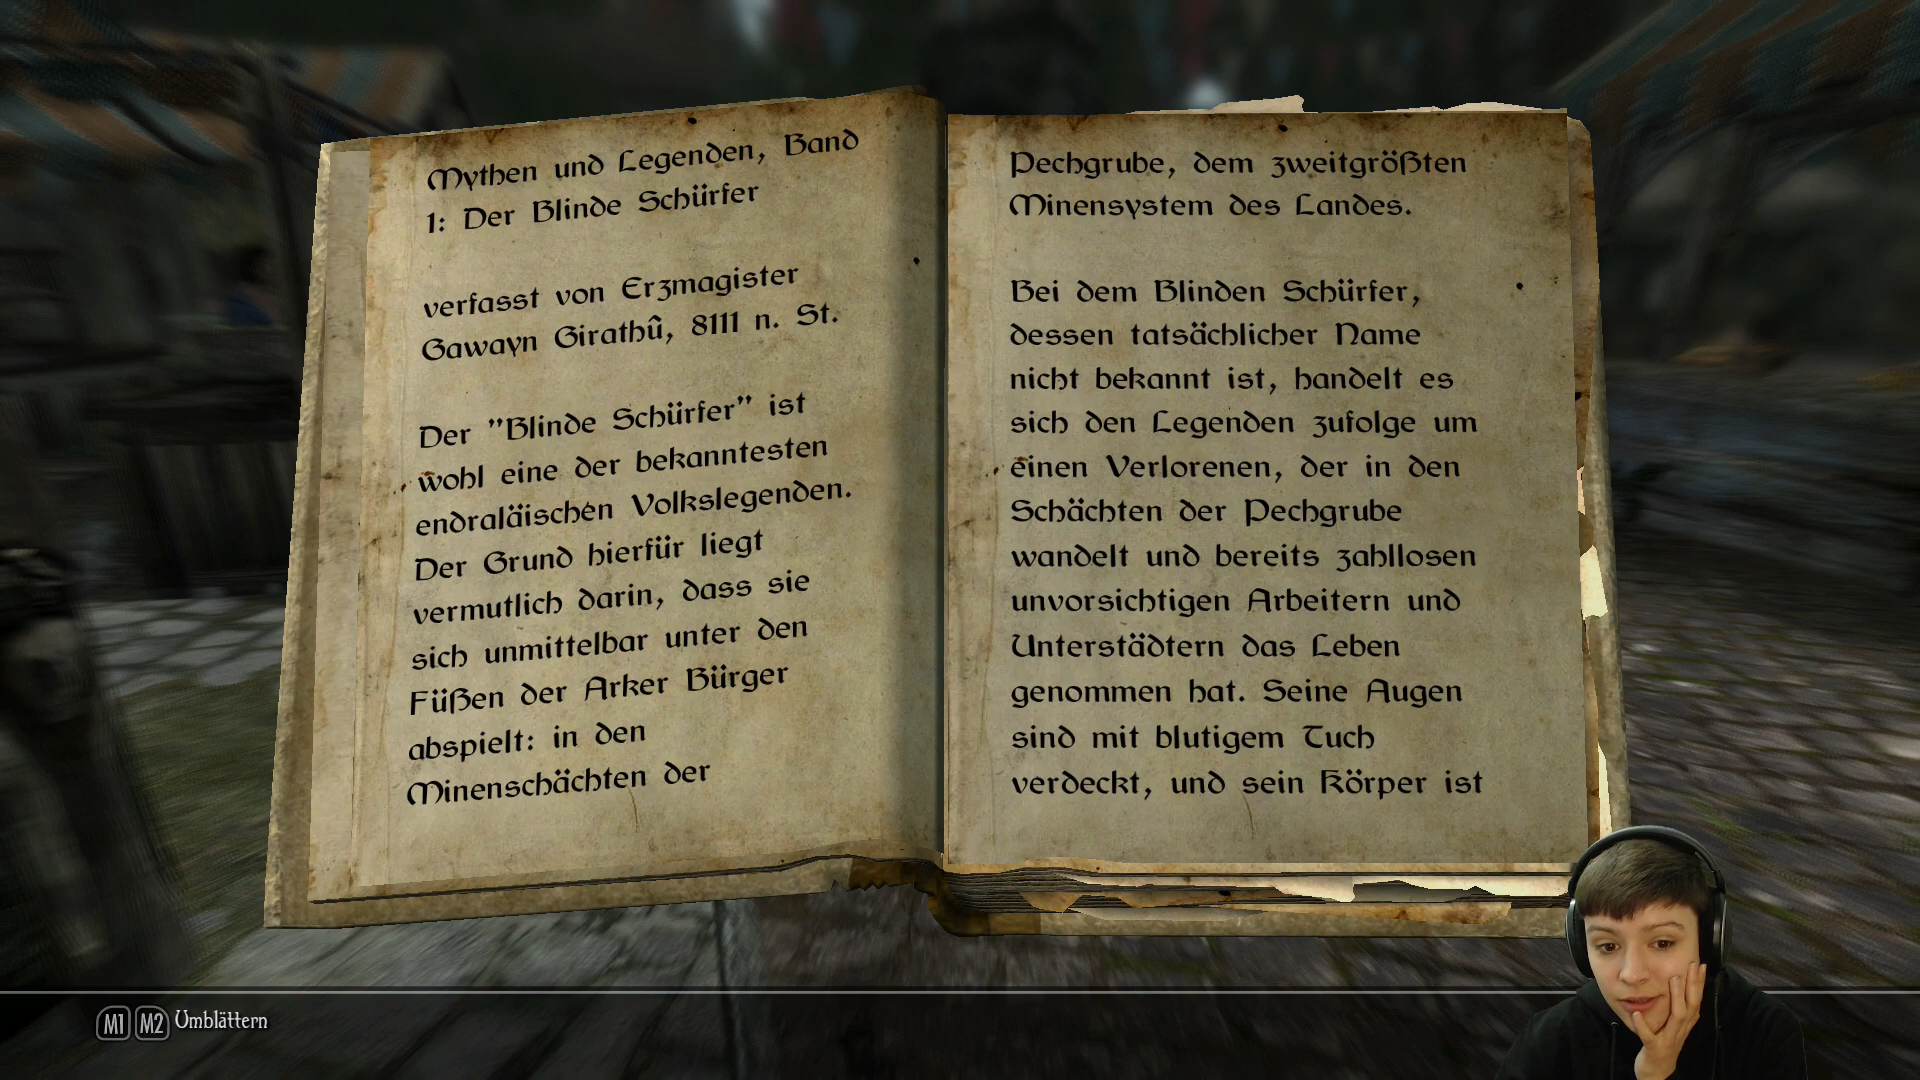 Mythen und Legenden, Band
1: Der Blinde Schürfer
verfasst von Erzmagister
Gawayn Girathû, 8111 n. St.
Der "Blinde Schürfer" ist
wohl eine der bekanntesten
endraläischen Volkslegenden.
Der Grund hierfür liegt
vermutlich darin, dass sie
sich unmittelbar unter den
Füßen der Arker Bürger
abspielt: in den
Minenschächten der
Pechgrube, dem zweitgrößten
Minensystem des Landes.
Bei dem Blinden Schürfer,
dessen tatsächlicher Name
nicht bekannt ist, handelt es
sich den Legenden zufolge um
einen Verlorenen, der in den
Schächten der Pechgrube
wandelt und bereits zahllosen
unvorsichtigen Arbeitern und
Unterstädtern das Leben
genommen hat. Seine Augen
sind mit blutigem Tuch
verdeckt, und sein Körper ist
M1 M2 Umblättern